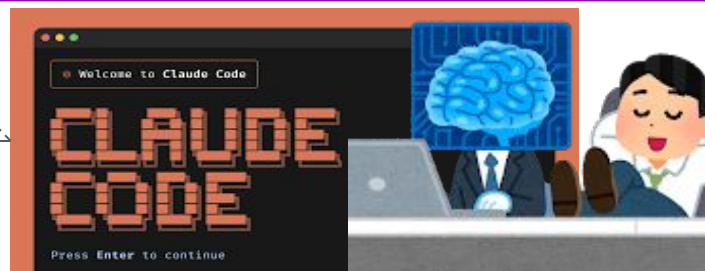 Welcome to Claude Code
CLAUDE
CODE
Press Enter to continue